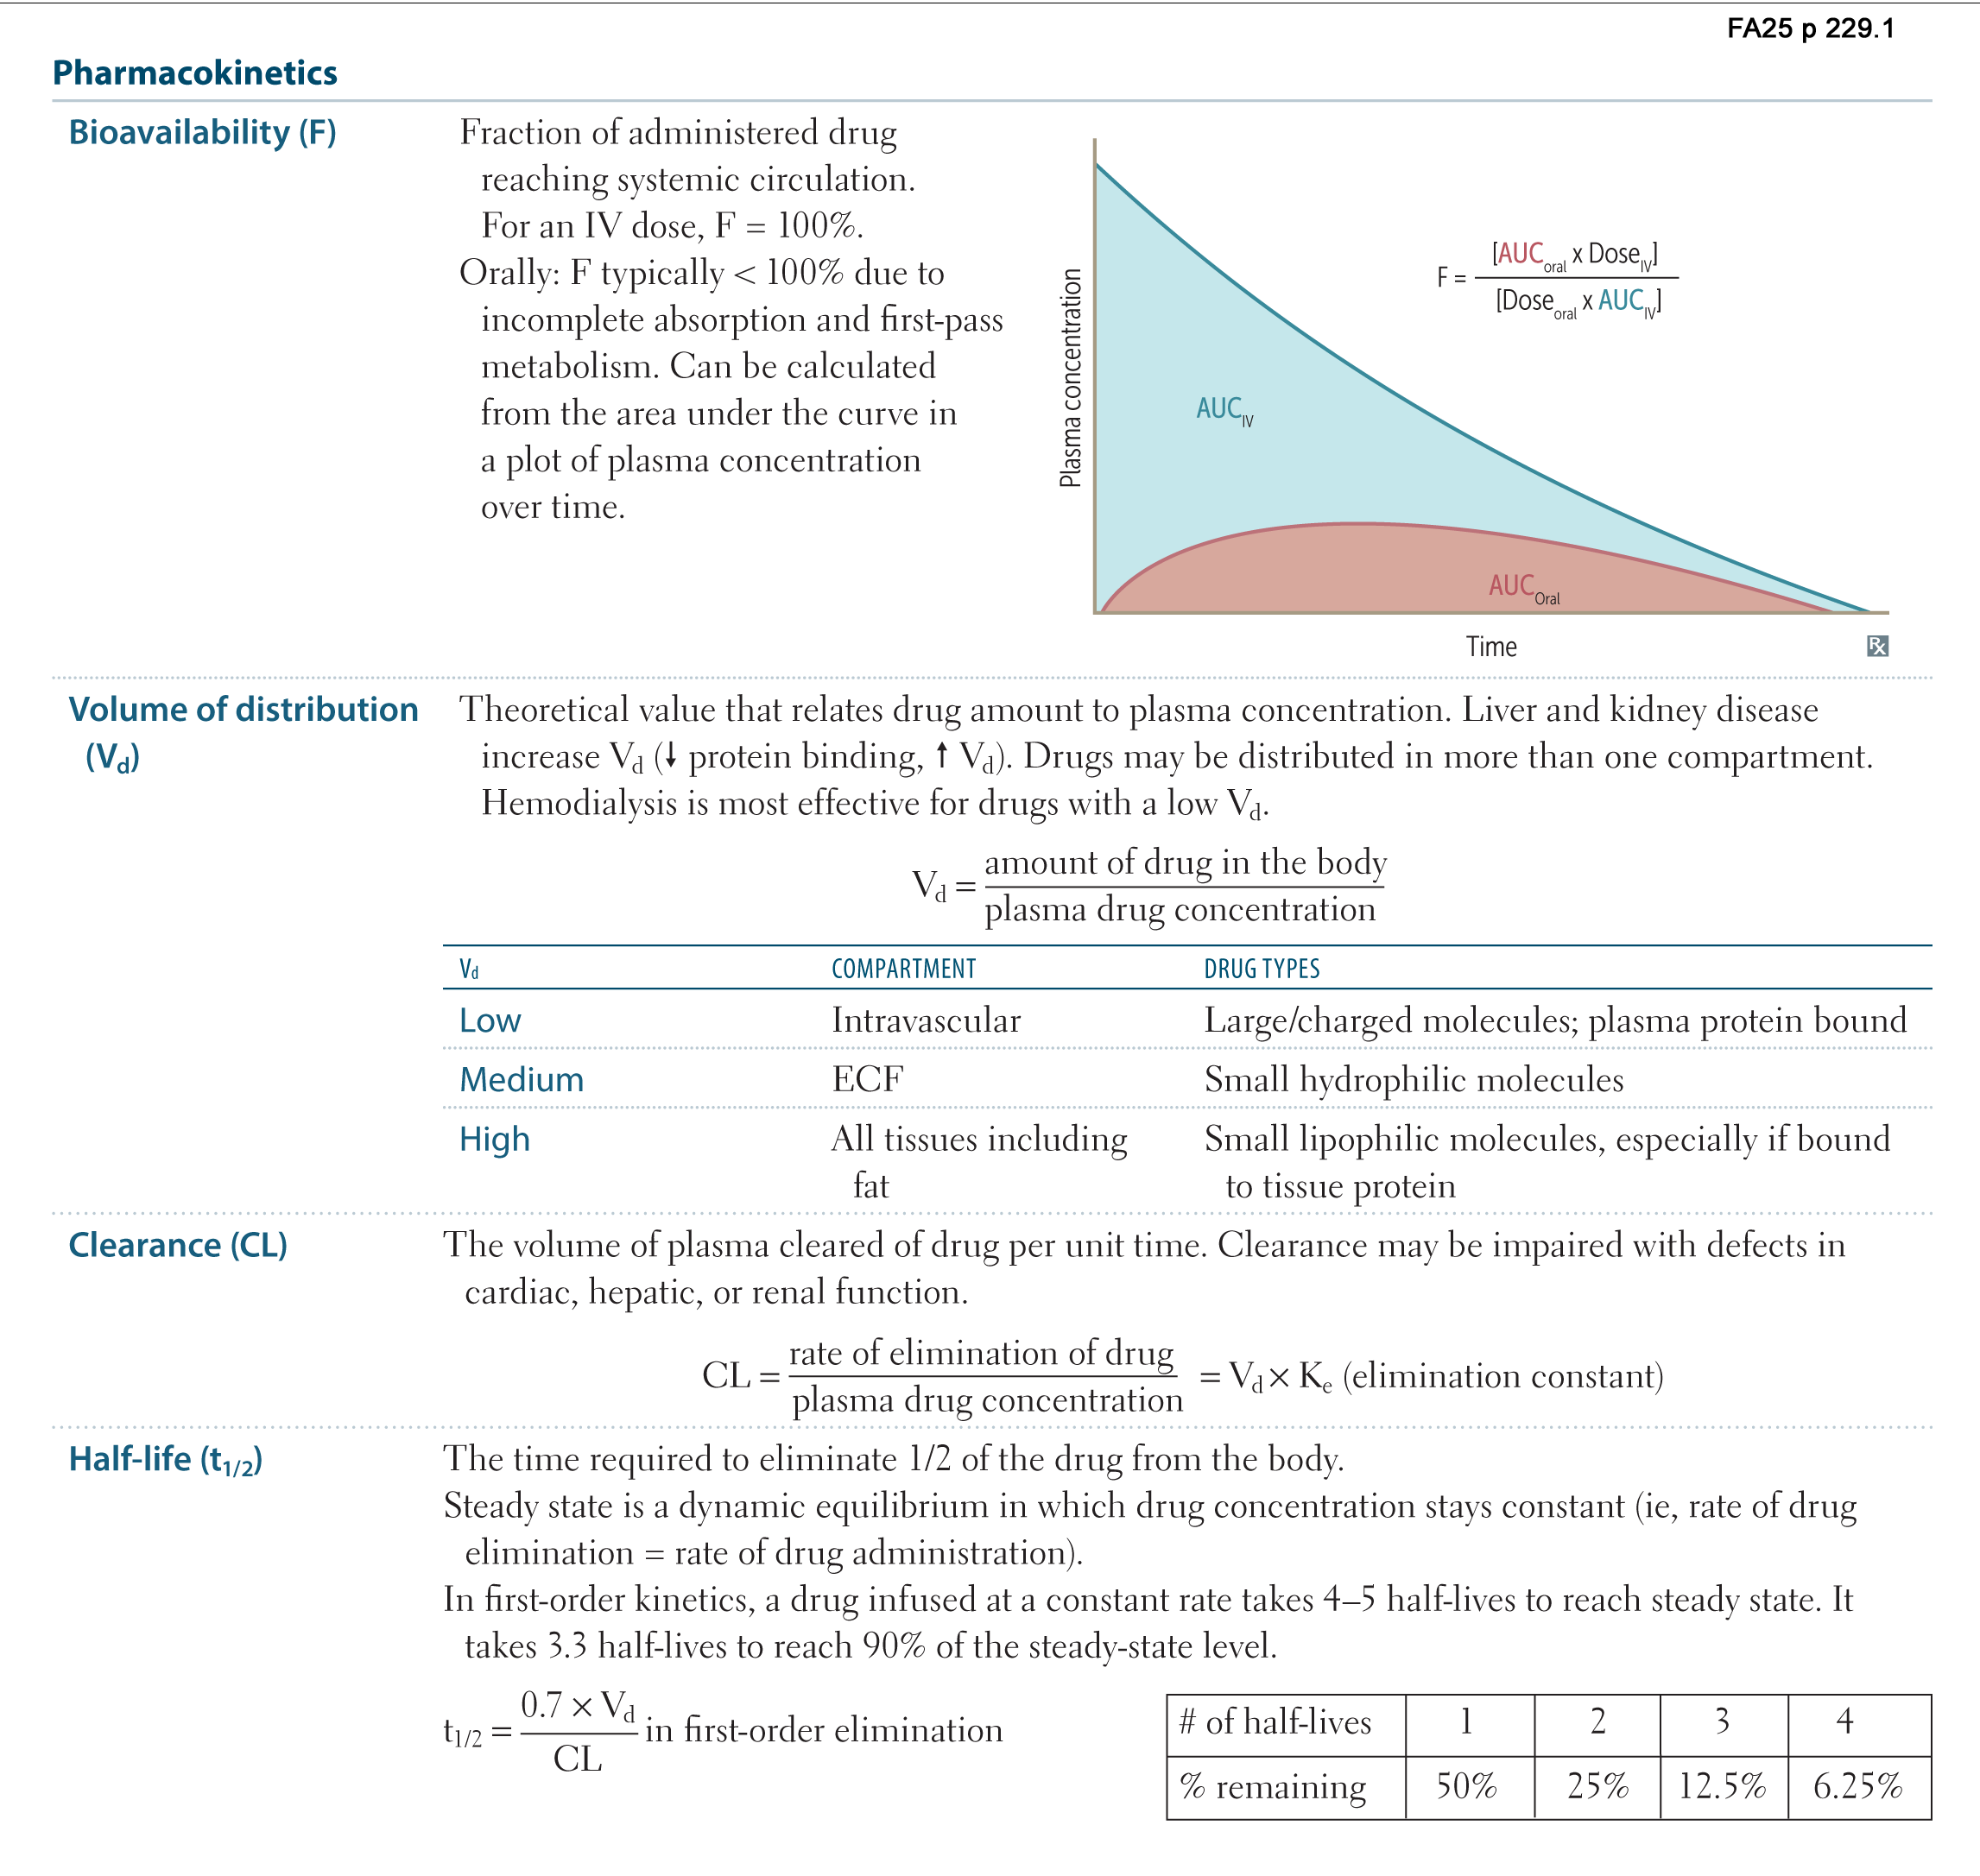 FA25 p 229.1
Pharmacokinetics
Bioavailability (F)
Fraction of administered drug
reaching systemic circulation.
For an IV dose, F = 100%.
Orally: F typically < 100% due to
incomplete absorption and first-pass
metabolism. Can be calculated
from the area under the curve in
a plot of plasma concentration
over time.
Plasma concentration
F = [AUCoral x DoseIV]
[Doseoral x AUCIV]
AUCIV
AUCOral
Time
Rx
Volume of distribution
(Vd)
Theoretical value that relates drug amount to plasma concentration. Liver and kidney disease
increase Vd (↓ protein binding, ↑ Vd). Drugs may be distributed in more than one compartment.
Hemodialysis is most effective for drugs with a low Vd.
Vd = amount of drug in the body
plasma drug concentration
Vd COMPARTMENT DRUG TYPES
Low Intravascular Large/charged molecules; plasma protein bound
Medium ECF Small hydrophilic molecules
High All tissues including Small lipophilic molecules, especially if bound
fat to tissue protein
Clearance (CL)
The volume of plasma cleared of drug per unit time. Clearance may be impaired with defects in
cardiac, hepatic, or renal function.
CL = rate of elimination of drug = Vd × Ke (elimination constant)
plasma drug concentration
Half-life (t1/2)
The time required to eliminate 1/2 of the drug from the body.
Steady state is a dynamic equilibrium in which drug concentration stays constant (ie, rate of drug
elimination = rate of drug administration).
In first-order kinetics, a drug infused at a constant rate takes 4–5 half-lives to reach steady state. It
takes 3.3 half-lives to reach 90% of the steady-state level.
t1/2 = 0.7 × Vd in first-order elimination
CL
# of half-lives 1 2 3 4
% remaining 50% 25% 12.5% 6.25%